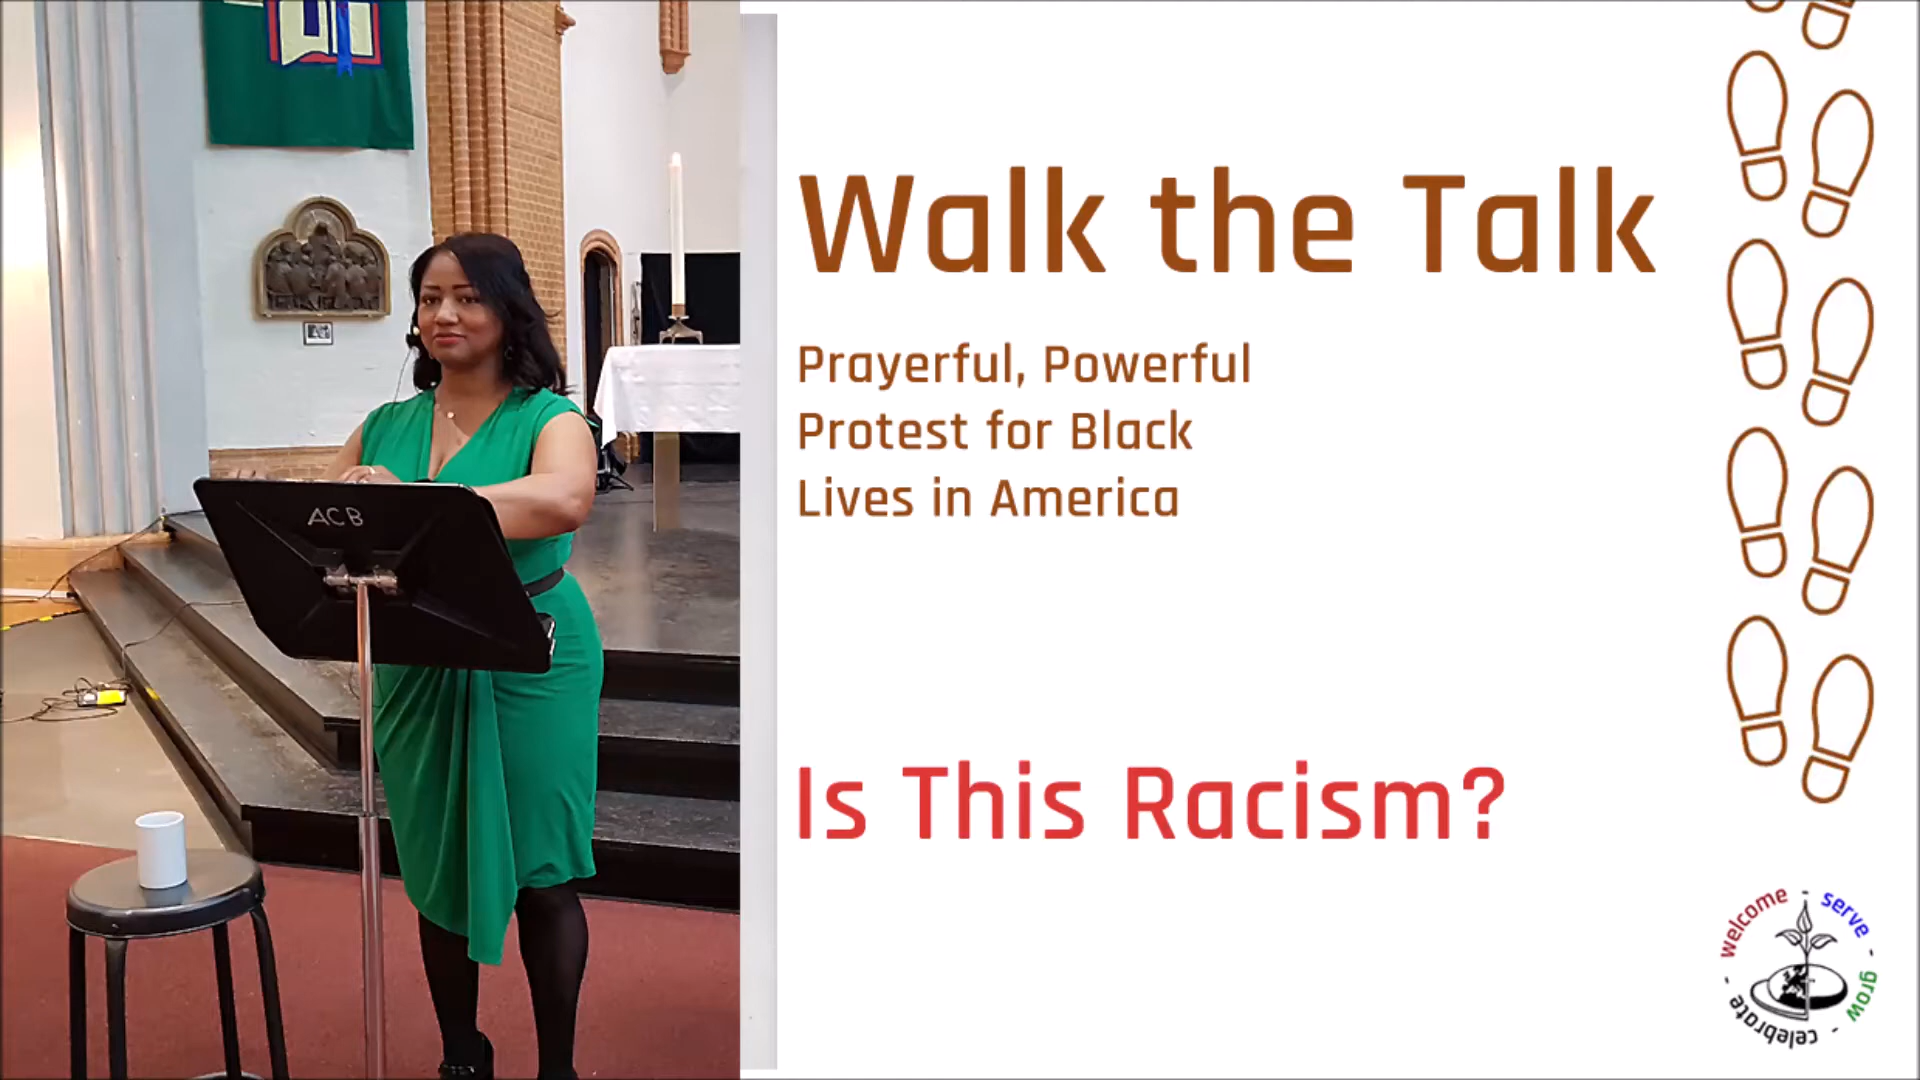 ACB
Walk the Talk
Prayerful, Powerful
Protest for Black
Lives in America
Is This Racism?
welcome - serve - grow - celebrate -